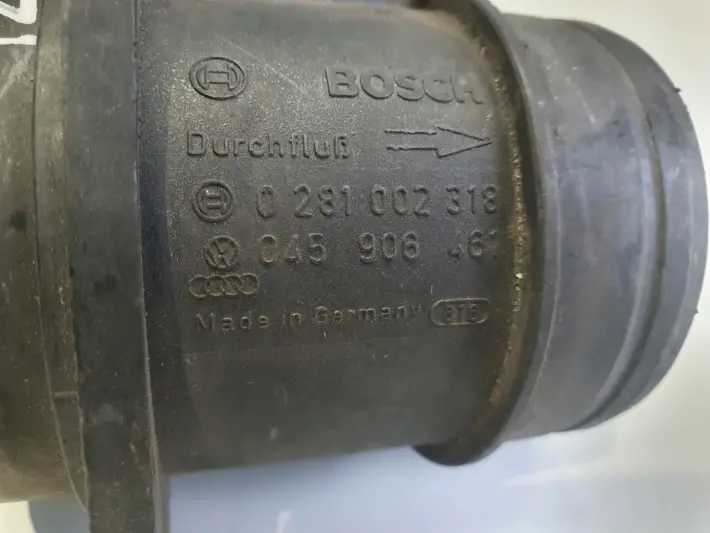 BOSCH
Durchfluß
0 281 002 318
045 906 461
Made in Germany